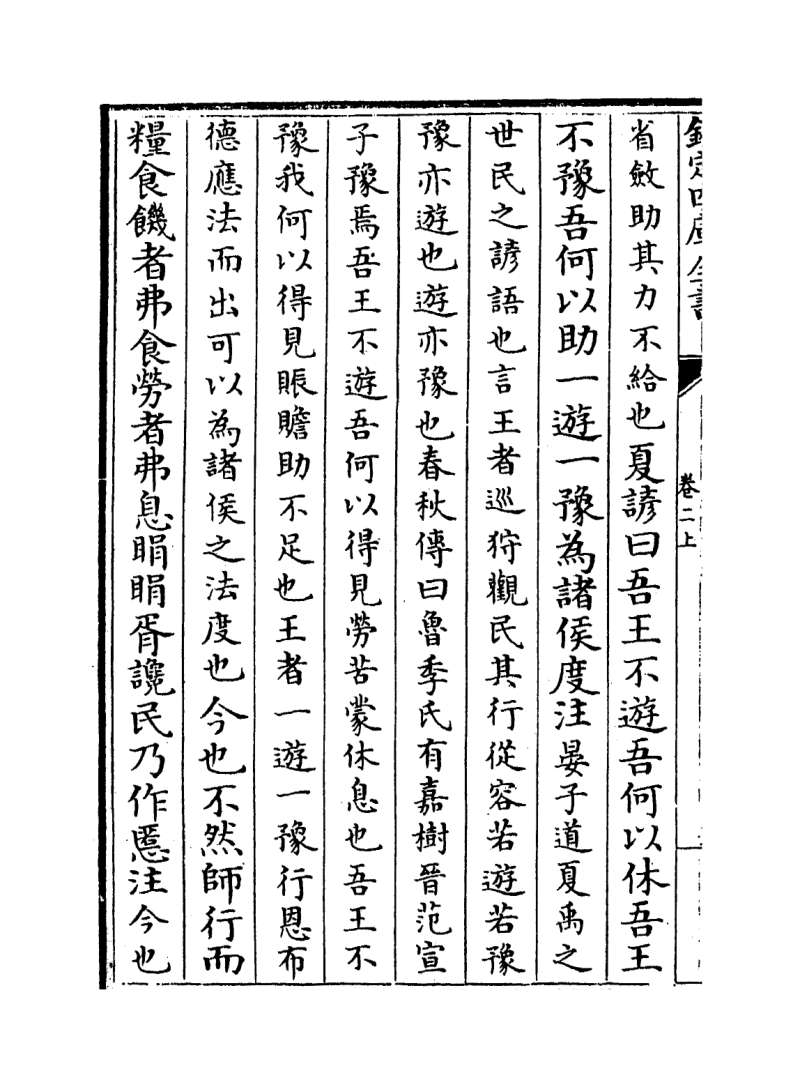 欽定四庫全書
卷二上
省斂助其力不給也夏諺曰吾王不遊吾何以休吾王
不豫吾何以助一遊一豫為諸侯度注晏子道夏禹之
世民之諺語也言王者巡狩觀民其行從容若遊若豫
豫亦遊也遊亦豫也春秋傳曰魯季氏有嘉樹晉范宣
子豫焉吾王不遊吾何以得見勞苦蒙休息也吾王不
豫我何以得見賑贍助不足也王者一遊一豫行恩布
德應法而出可以為諸侯之法度也今也不然師行而
糧食饑者弗食勞者弗息睊睊胥讒民乃作慝注今也